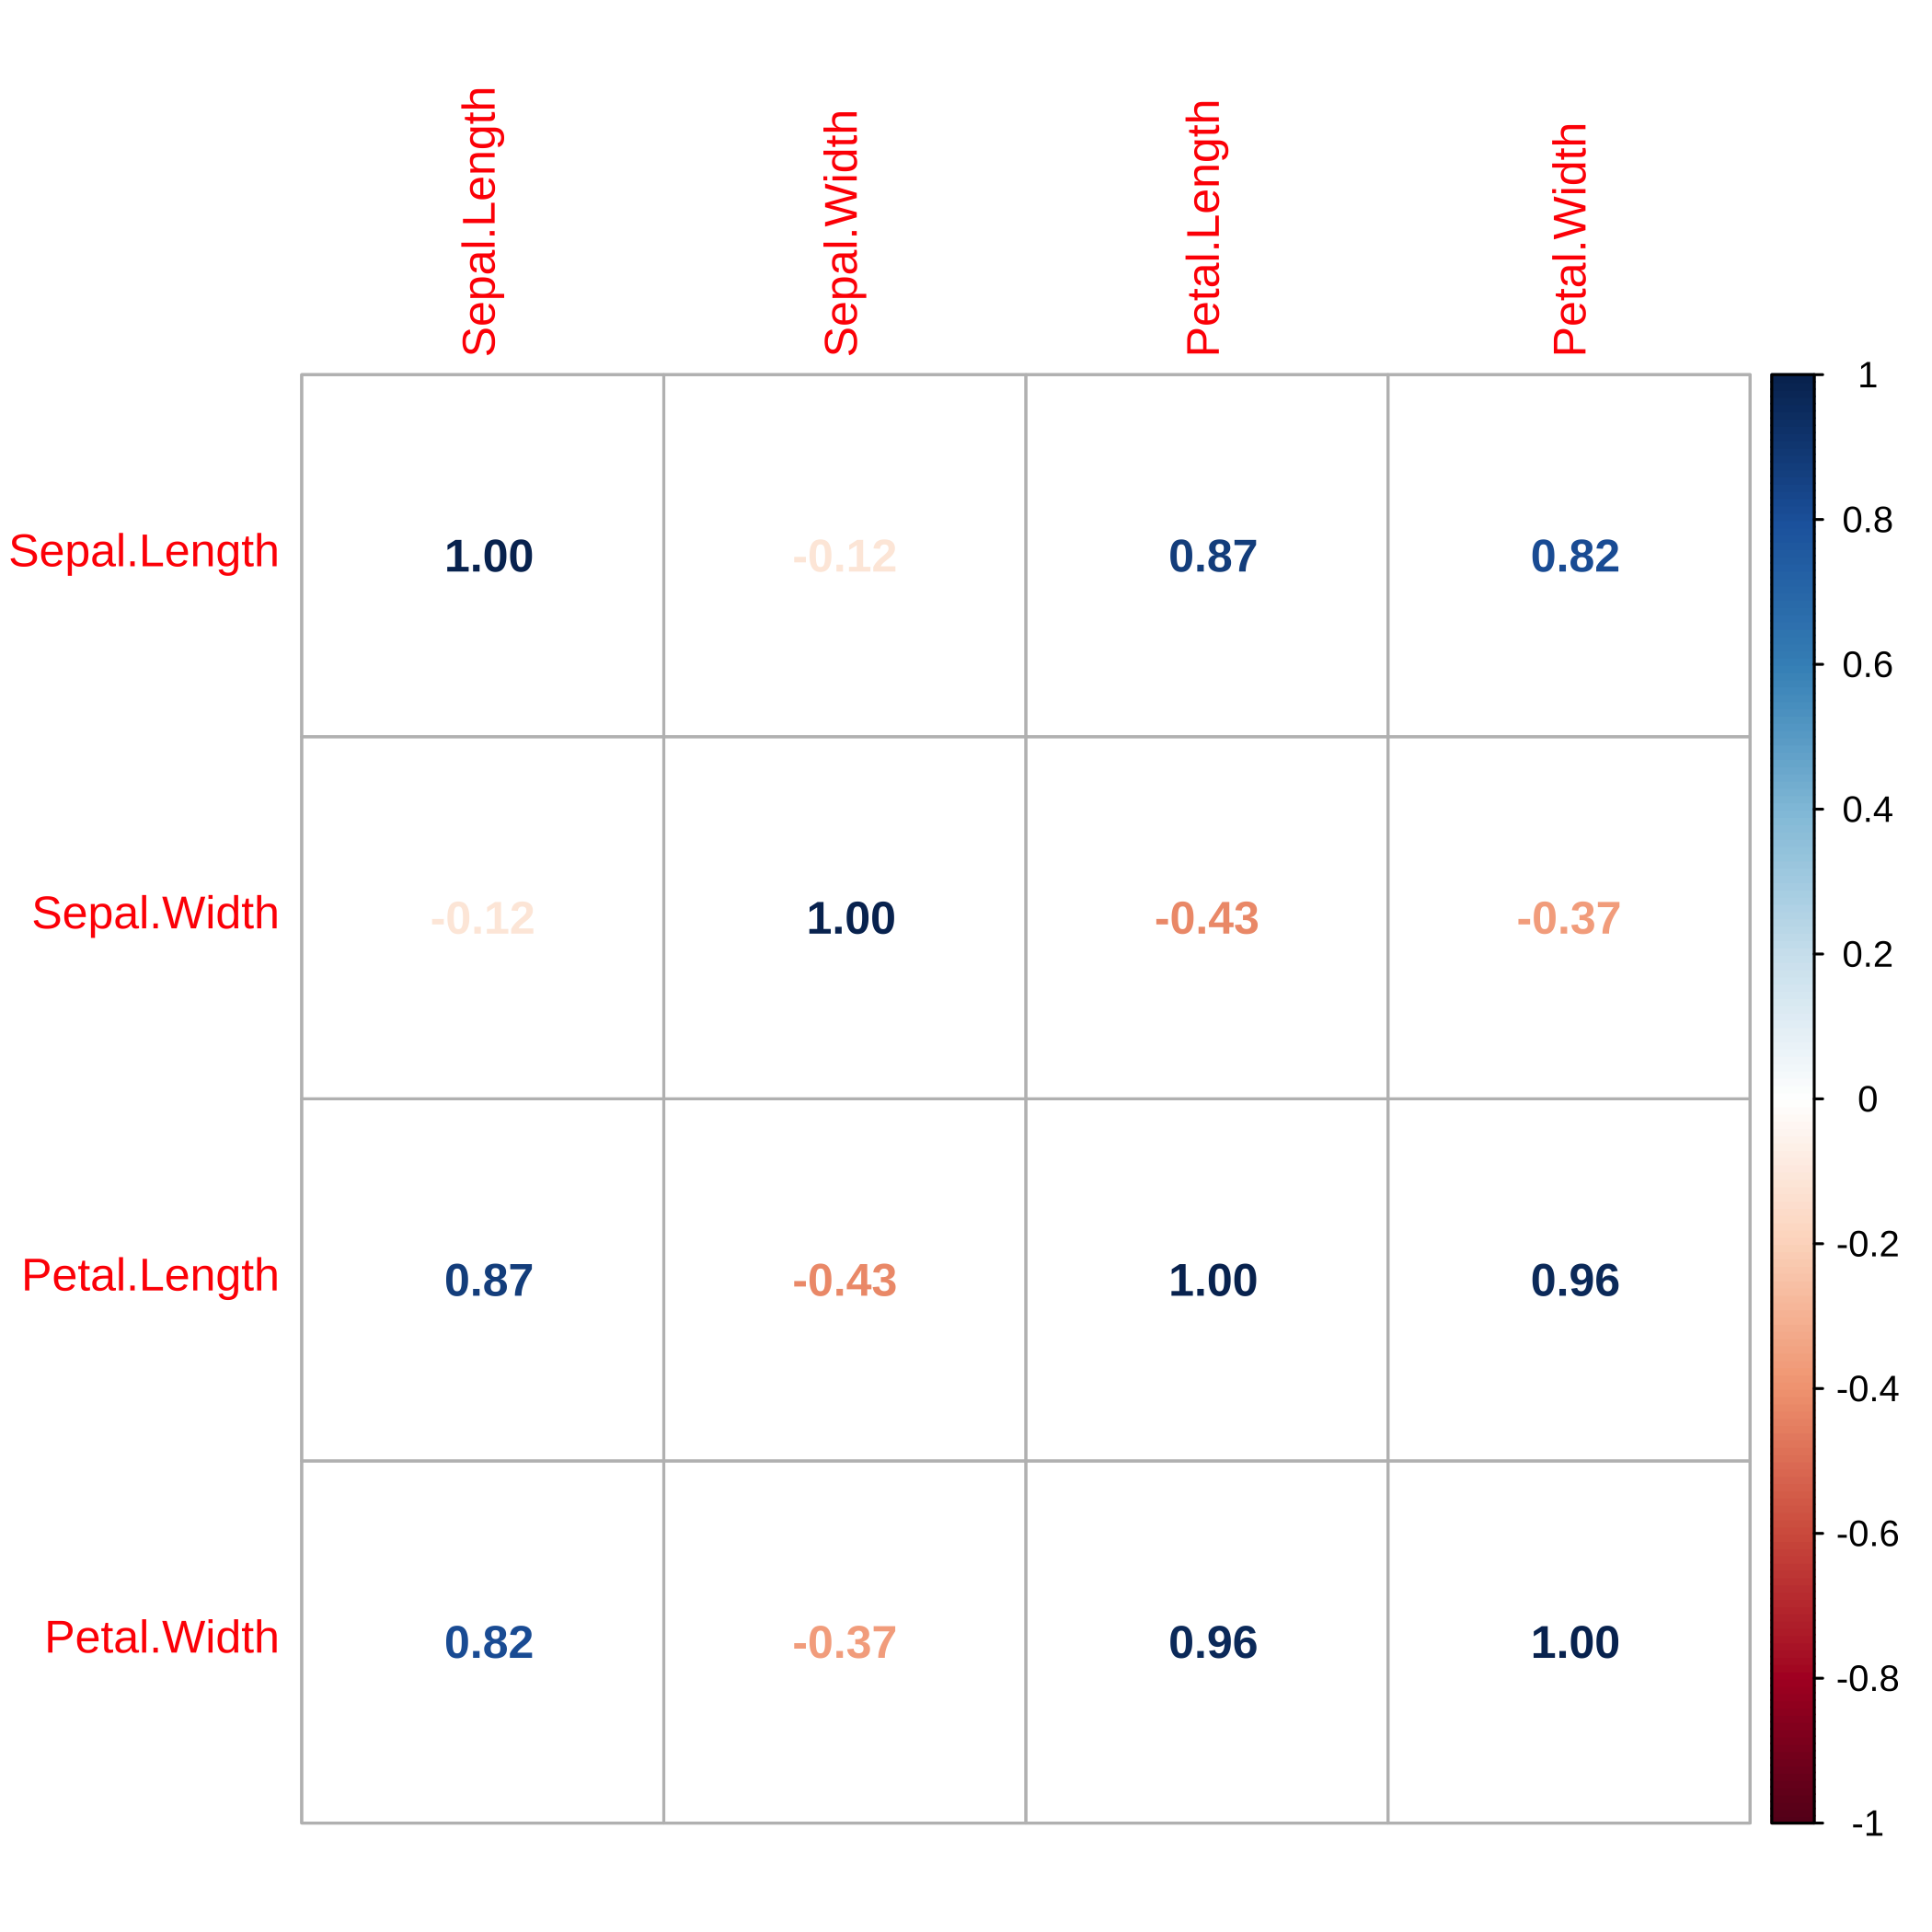 Sepal.Length
Sepal.Width
Petal.Length
Petal.Width
Sepal.Length 1.00 -0.12 0.87 0.82
Sepal.Width -0.12 1.00 -0.43 -0.37
Petal.Length 0.87 -0.43 1.00 0.96
Petal.Width 0.82 -0.37 0.96 1.00
1
0.8
0.6
0.4
0.2
0
-0.2
-0.4
-0.6
-0.8
-1